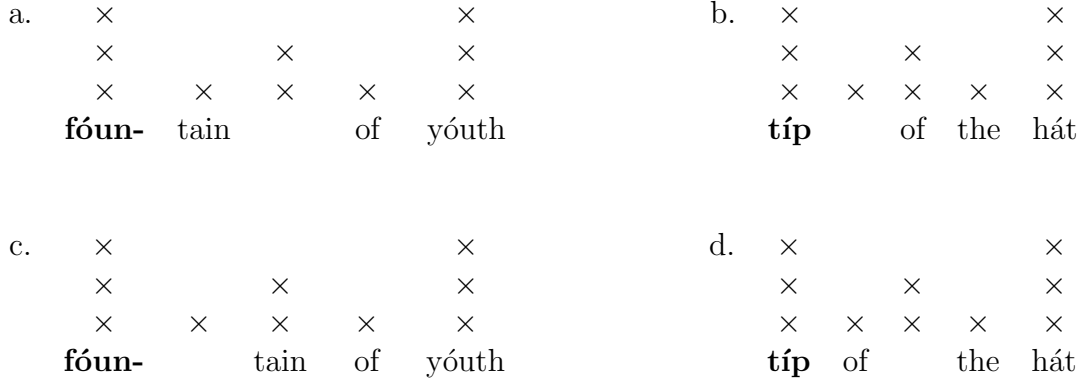 a. × × b. × ×
× × × × × ×
× × × × × × × × × ×
fóun- tain of yóuth típ of the hát
c. × × d. × ×
× × × × × ×
× × × × × × × × × ×
fóun- tain of yóuth típ of the hát